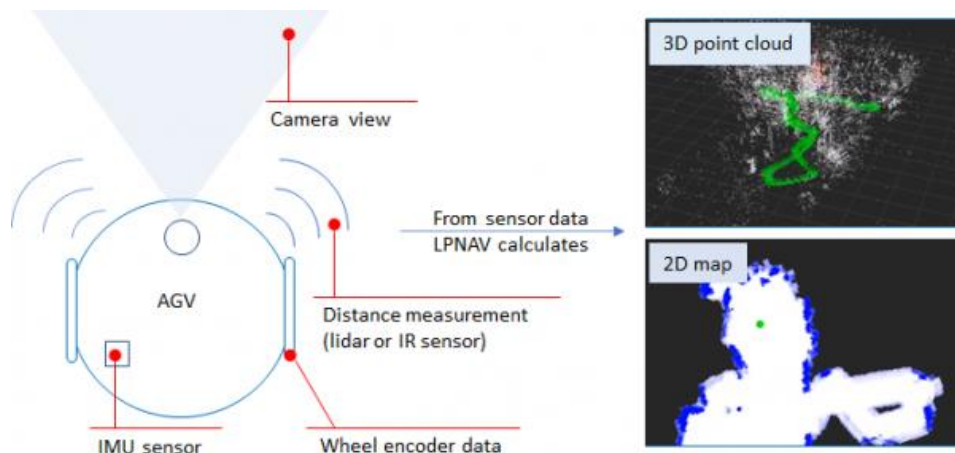 Camera view
AGV
Distance measurement
(lidar or IR sensor)
IMU sensor
Wheel encoder data
From sensor data
LPNAV calculates
3D point cloud
2D map